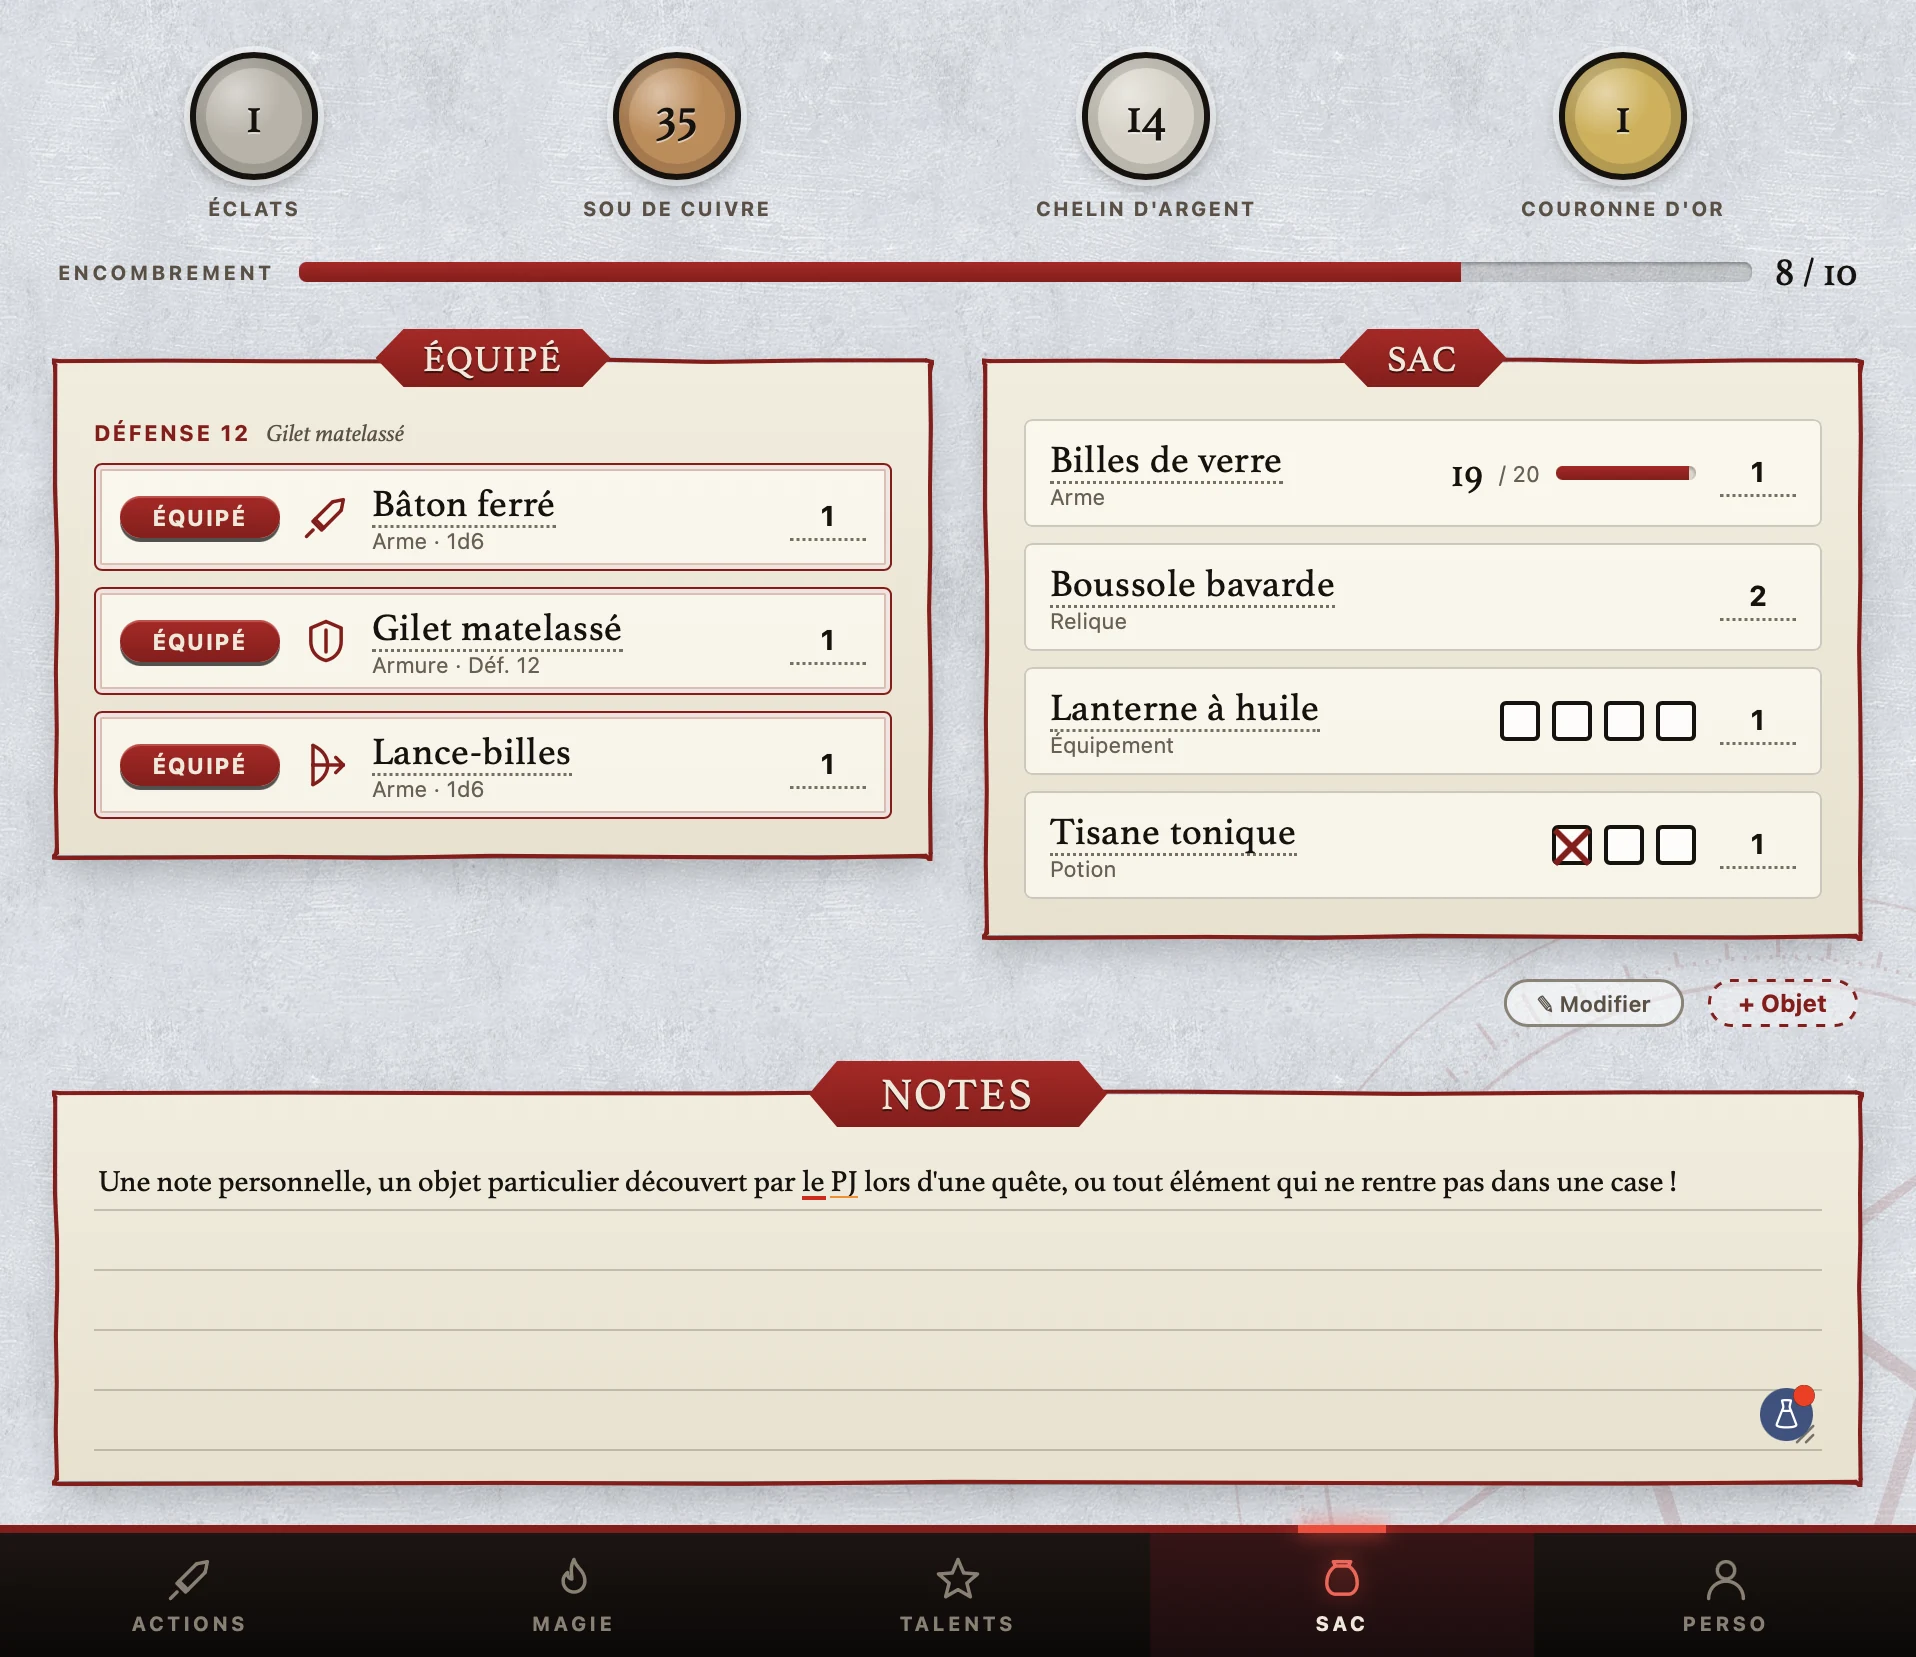 1
35
14
1
ÉCLATS
SOU DE CUIVRE
CHELIN D'ARGENT
COURONNE D'OR
ENCOMBREMENT
8 / 10
ÉQUIPÉ
DÉFENSE 12 Gilet matelassé
ÉQUIPÉ
Bâton ferré
Arme · 1d6
1
ÉQUIPÉ
Gilet matelassé
Armure · Déf. 12
1
ÉQUIPÉ
Lance-billes
Arme · 1d6
1
SAC
Billes de verre
Arme
19 / 20
1
Boussole bavarde
Relique
2
Lanterne à huile
Équipement
1
Tisane tonique
Potion
1
✎ Modifier
+ Objet
NOTES
Une note personnelle, un objet particulier découvert par le PJ lors d'une quête, ou tout élément qui ne rentre pas dans une case !
ACTIONS
MAGIE
TALENTS
SAC
PERSO